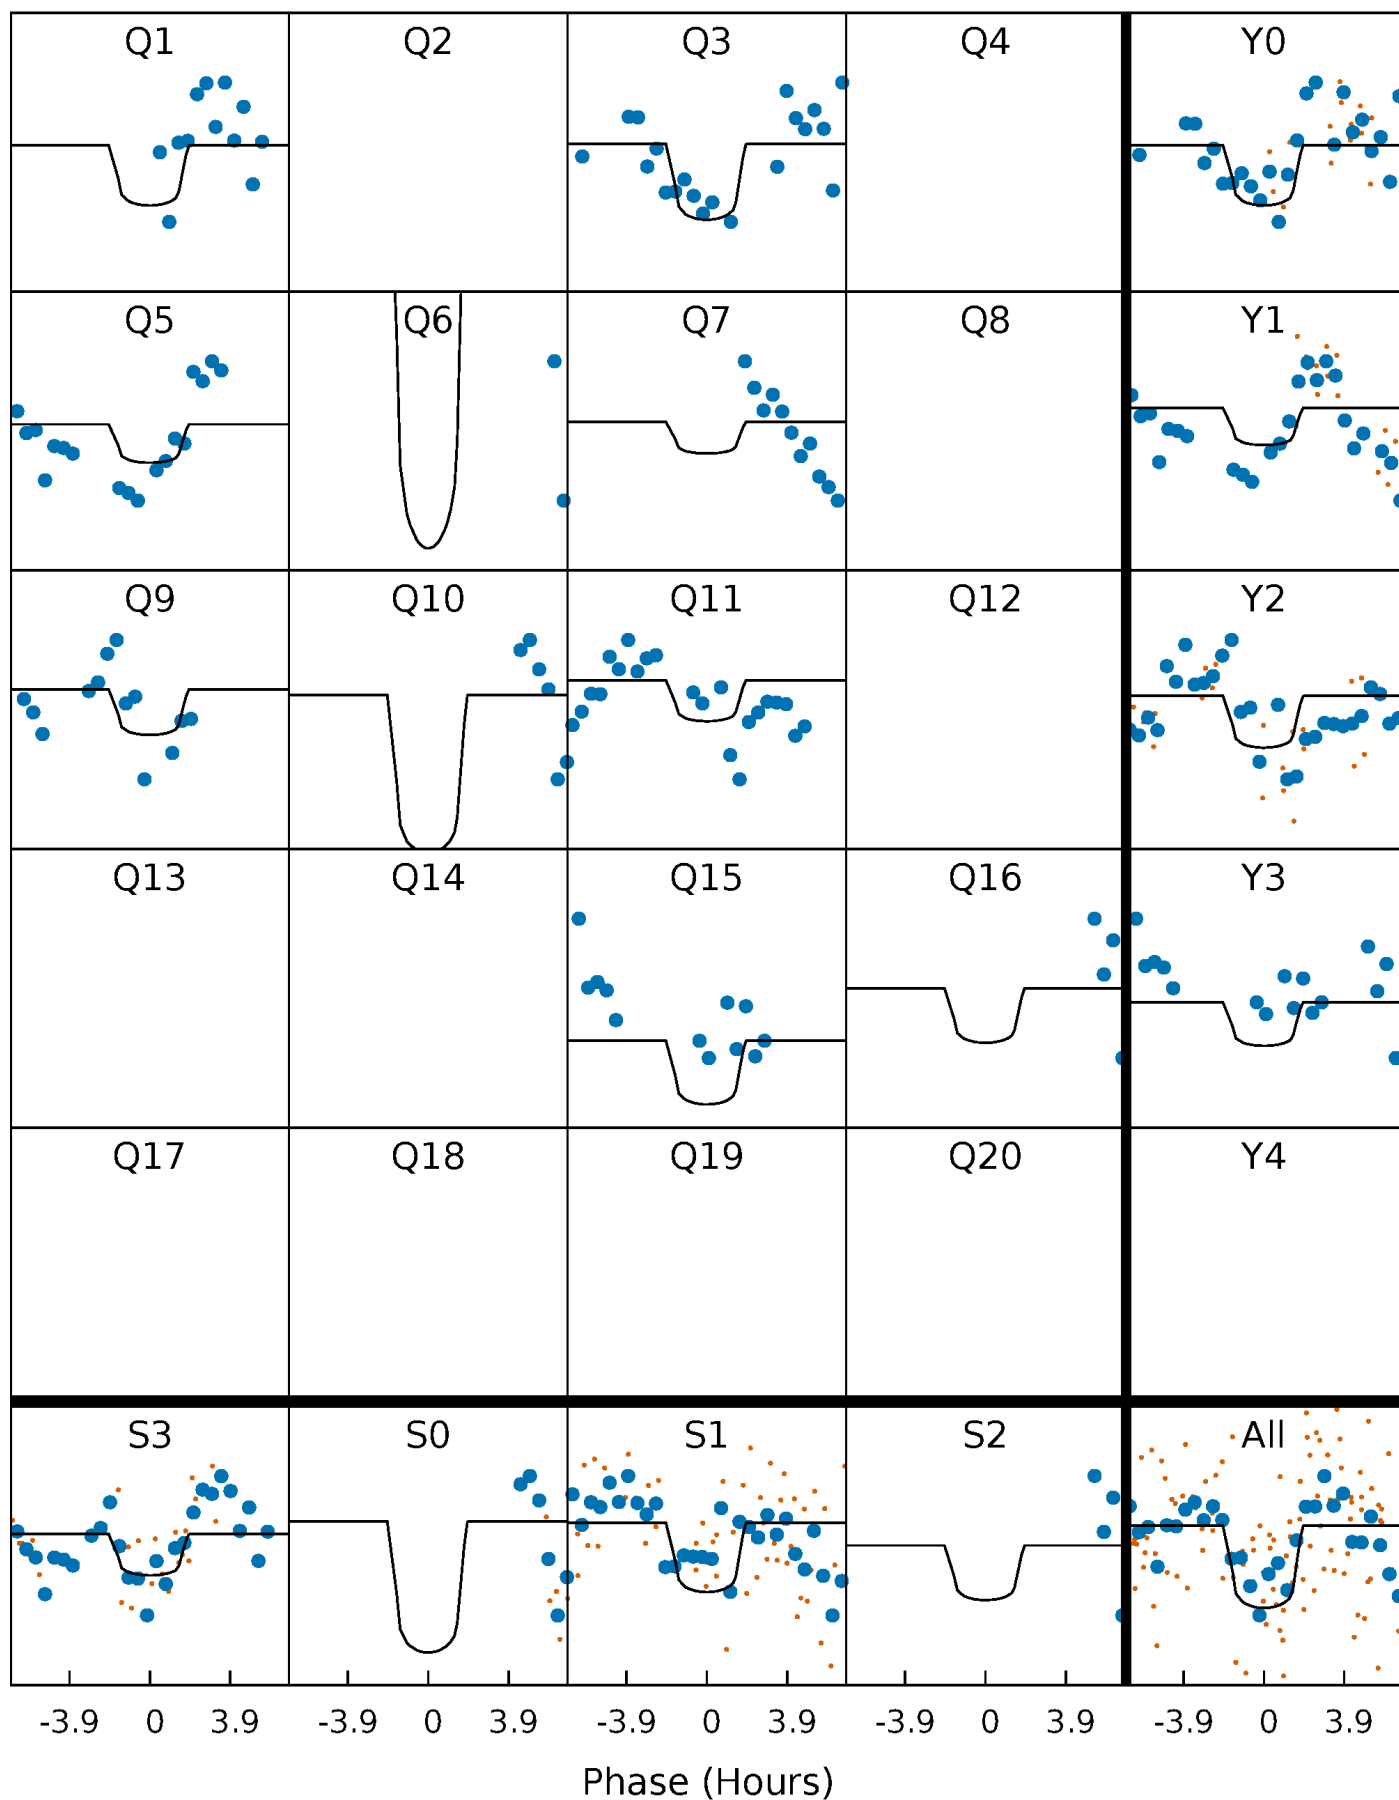 Q1 Q2 Q3 Q4 Y0
Q5 Q6 Q7 Q8 Y1
Q9 Q10 Q11 Q12 Y2
Q13 Q14 Q15 Q16 Y3
Q17 Q18 Q19 Q20 Y4
S3 S0 S1 S2 All
-3.9 0 3.9 -3.9 0 3.9 -3.9 0 3.9 -3.9 0 3.9 -3.9 0 3.9
Phase (Hours)